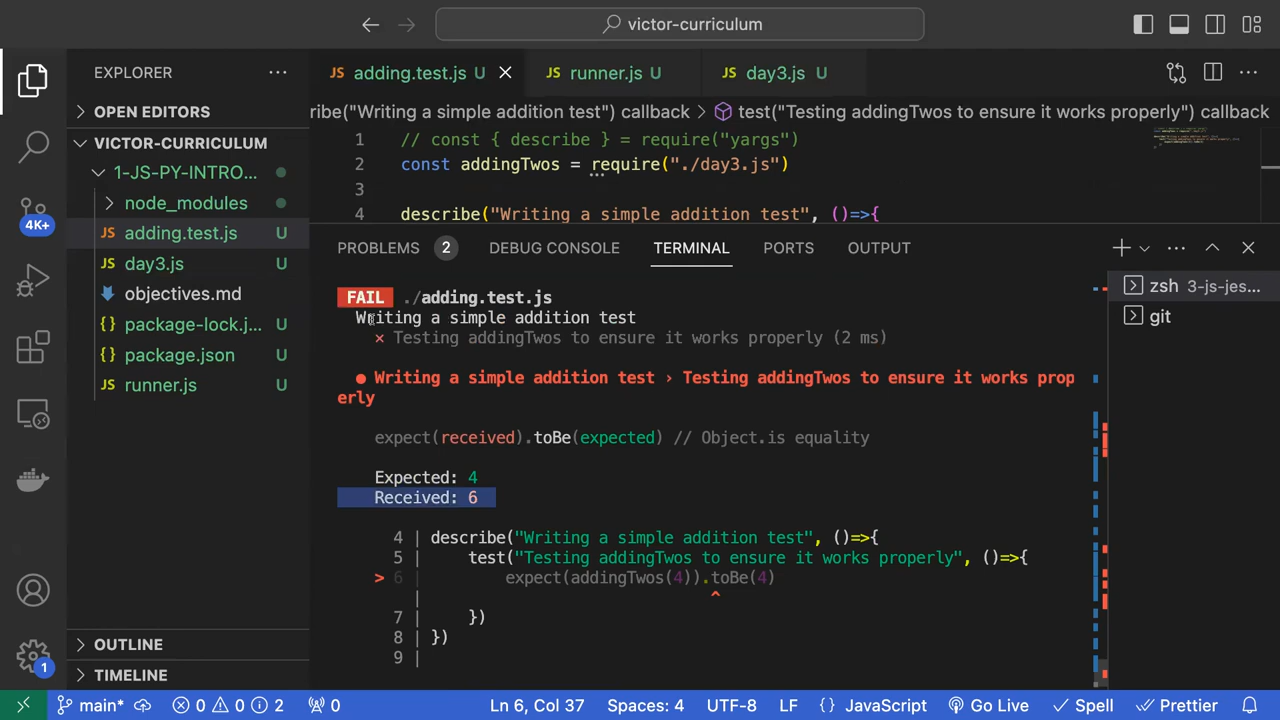 victor-curriculum
EXPLORER
JS adding.test.js U
JS runner.js U
JS day3.js U
OPEN EDITORS
ribe("Writing a simple addition test") callback > test("Testing addingTwos to ensure it works properly") callback
VICTOR-CURRICULUM
1 // const { describe } = require("yargs")
1-JS-PY-INTRO...
2 const addingTwos = require("./day3.js")
3
node_modules
4 describe("Writing a simple addition test", ()=>{
4K+
JS adding.test.js U
PROBLEMS 2 DEBUG CONSOLE TERMINAL PORTS OUTPUT
JS day3.js U
objectives.md
{} package-lock.j... U
{} package.json U
JS runner.js U
FAIL ./adding.test.js
Writing a simple addition test
× Testing addingTwos to ensure it works properly (2 ms)
● Writing a simple addition test › Testing addingTwos to ensure it works prop
erly
expect(received).toBe(expected) // Object.is equality
Expected: 4
Received: 6
4 | describe("Writing a simple addition test", ()=>{
5 | test("Testing addingTwos to ensure it works properly", ()=>{
> 6 expect(addingTwos(4)).toBe(4)
| ^
7 | })
8 | })
9 |
zsh 3-js-jes...
git
OUTLINE
TIMELINE
1
main* 0 0 2 0 Ln 6, Col 37 Spaces: 4 UTF-8 LF {} JavaScript Go Live Spell Prettier